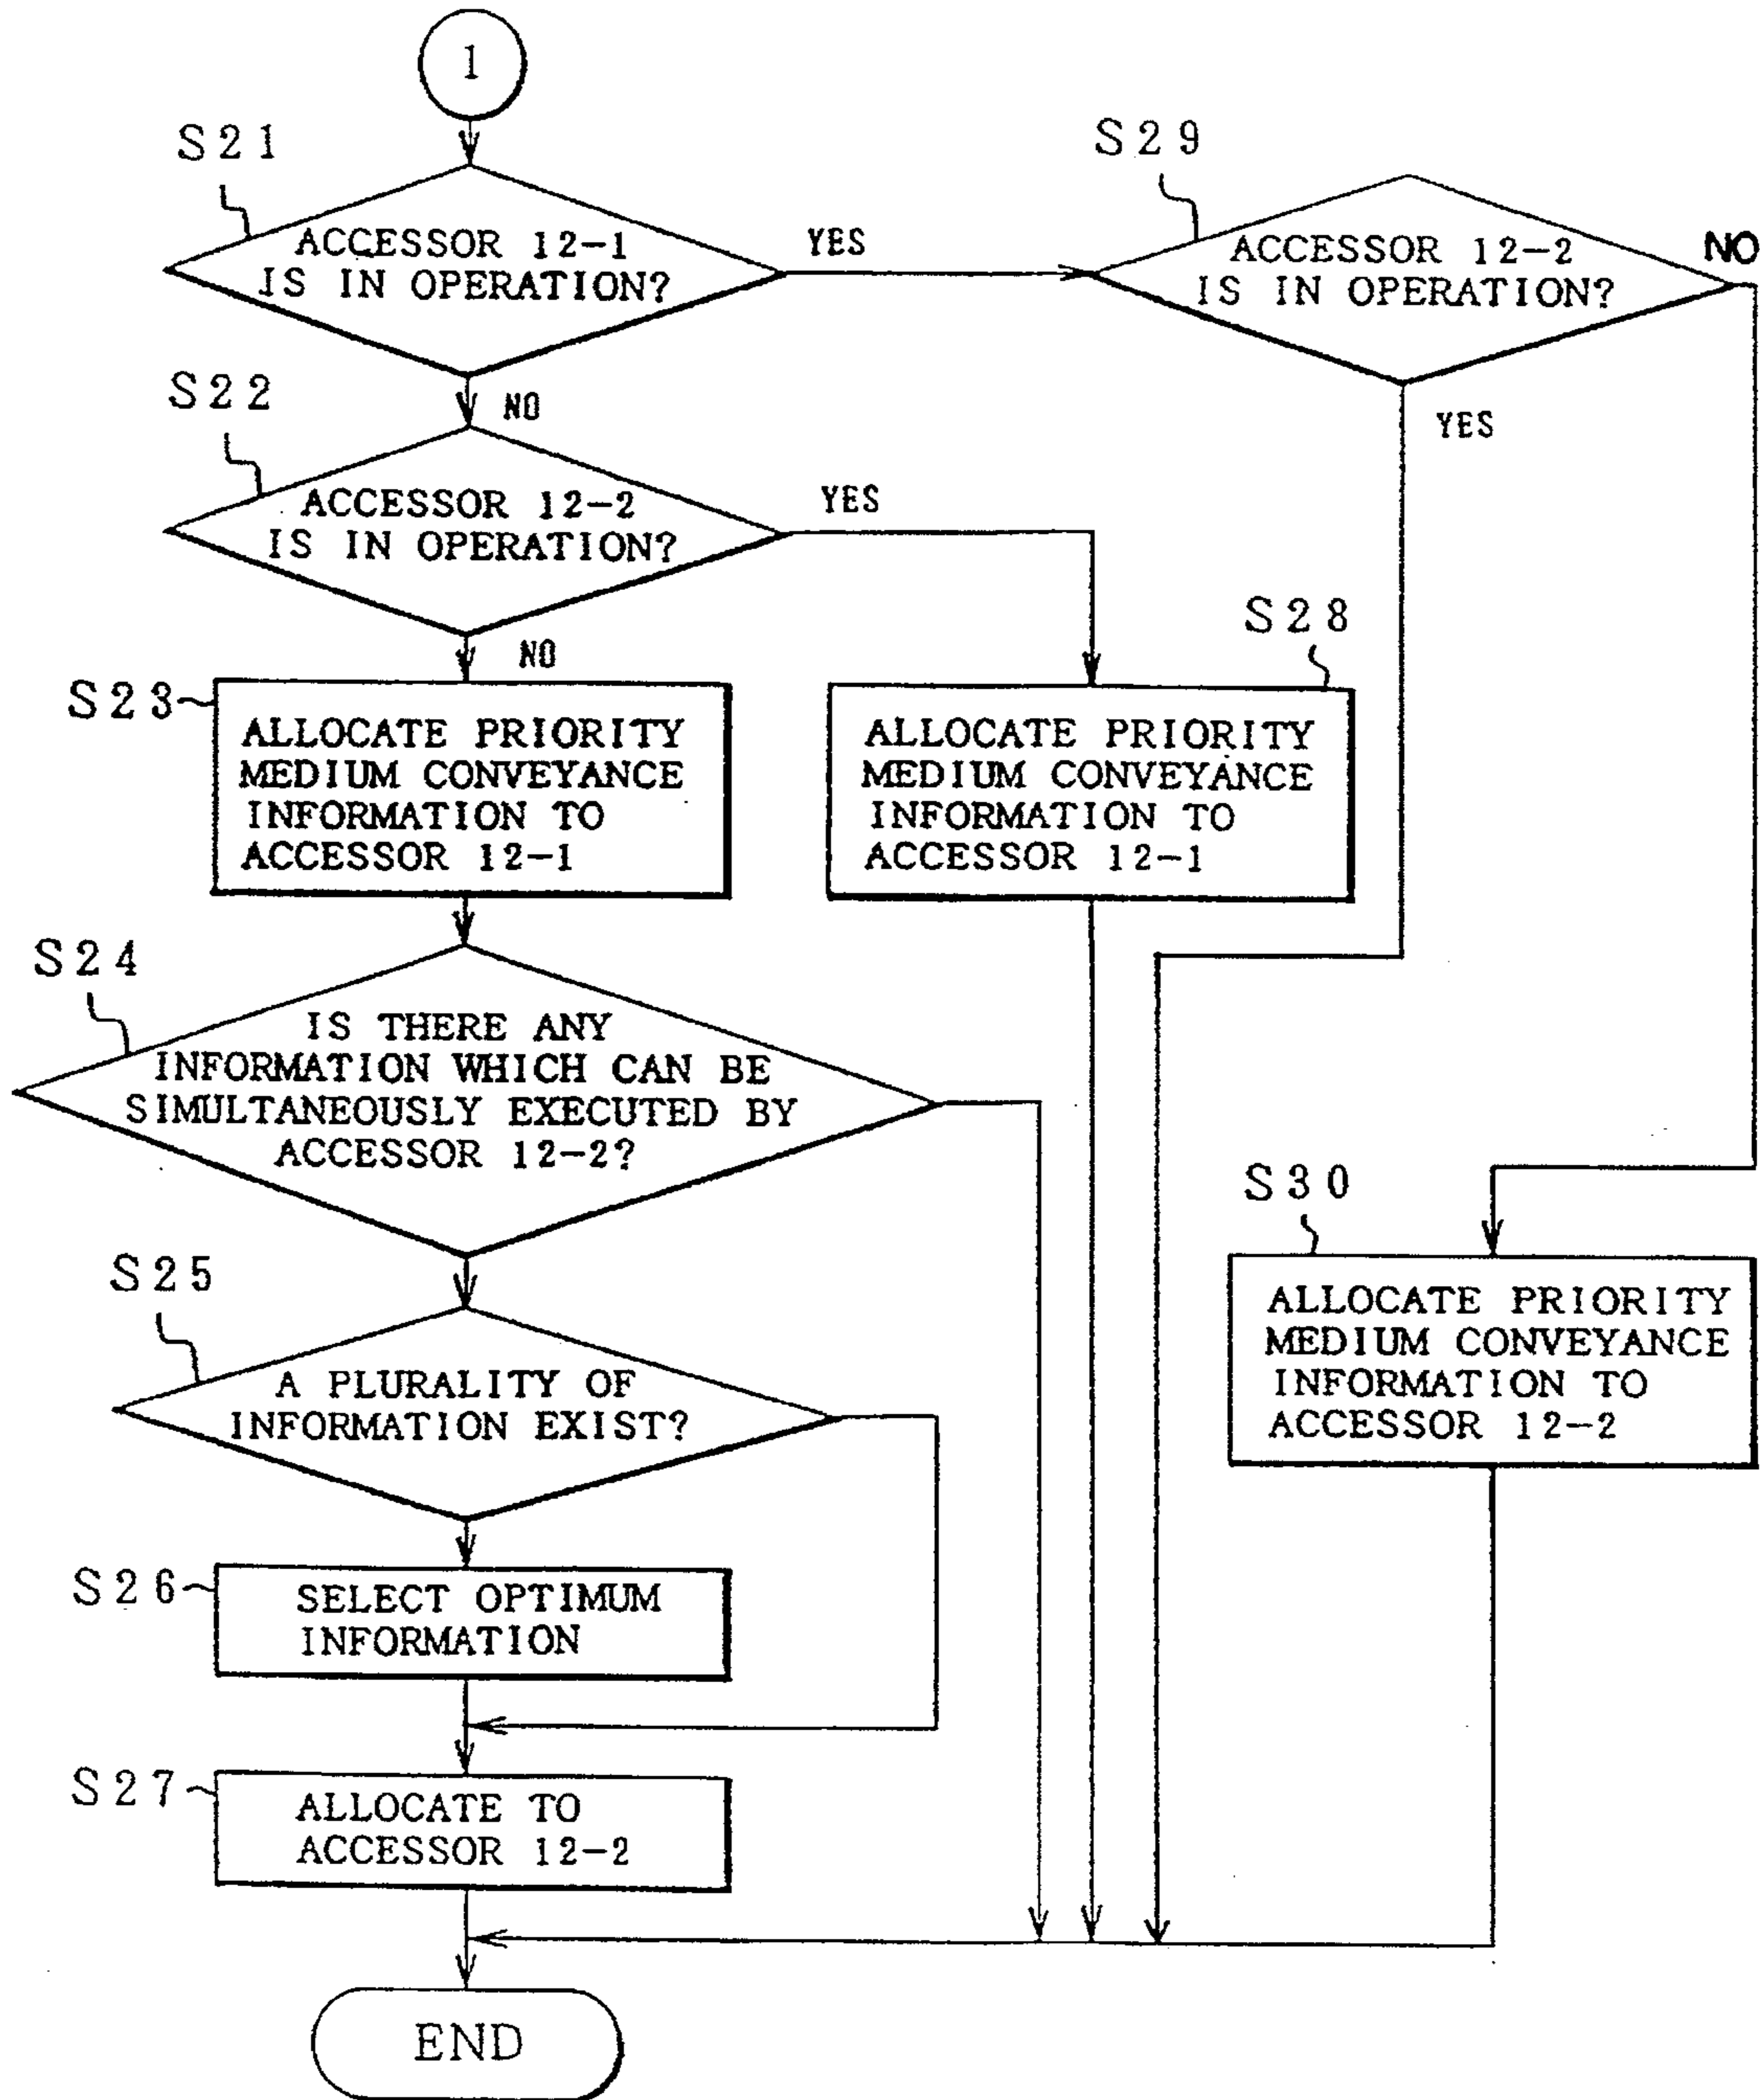 1
S21
ACCESSOR 12-1
IS IN OPERATION?
YES
NO
S29
ACCESSOR 12-2
IS IN OPERATION?
NO
YES
S22
ACCESSOR 12-2
IS IN OPERATION?
YES
NO
S23
ALLOCATE PRIORITY
MEDIUM CONVEYANCE
INFORMATION TO
ACCESSOR 12-1
S28
ALLOCATE PRIORITY
MEDIUM CONVEYANCE
INFORMATION TO
ACCESSOR 12-1
S24
IS THERE ANY
INFORMATION WHICH CAN BE
SIMULTANEOUSLY EXECUTED BY
ACCESSOR 12-2?
S30
ALLOCATE PRIORITY
MEDIUM CONVEYANCE
INFORMATION TO
ACCESSOR 12-2
S25
A PLURALITY OF
INFORMATION EXIST?
S26
SELECT OPTIMUM
INFORMATION
S27
ALLOCATE TO
ACCESSOR 12-2
END